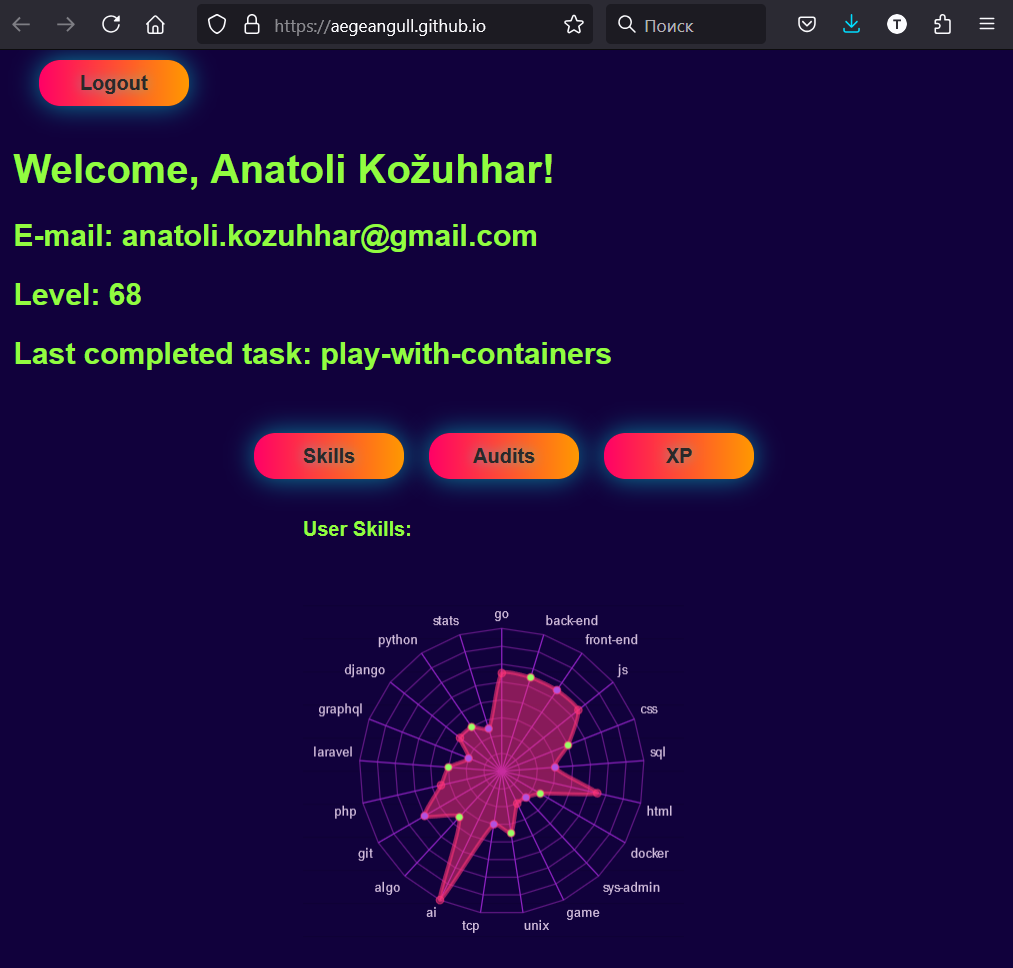 https://aegeangull.github.io
Поиск
T
Logout
Welcome, Anatoli Kožuhhar!
E-mail: anatoli.kozuhhar@gmail.com
Level: 68
Last completed task: play-with-containers
Skills
Audits
XP
User Skills:
go
back-end
front-end
js
css
sql
html
docker
sys-admin
game
unix
tcp
ai
algo
git
php
laravel
graphql
django
python
stats